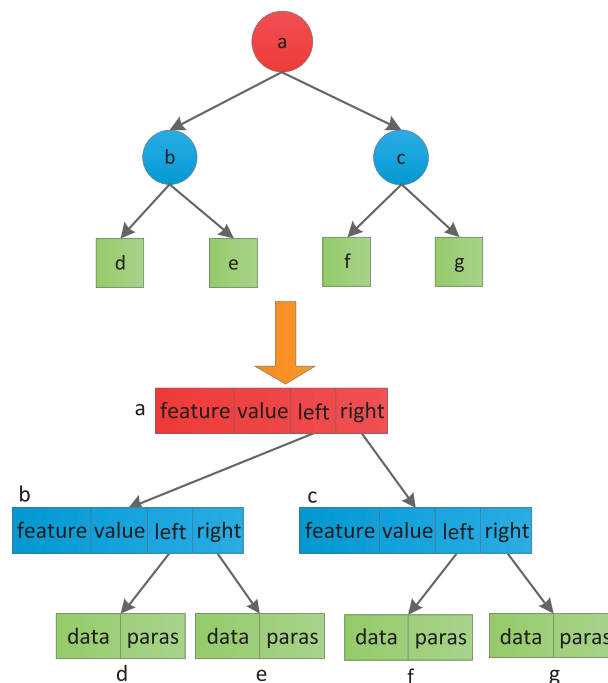 a
b c
d e f g
a feature value left right
b c
feature value left right feature value left right
data paras data paras data paras data paras
d e f g